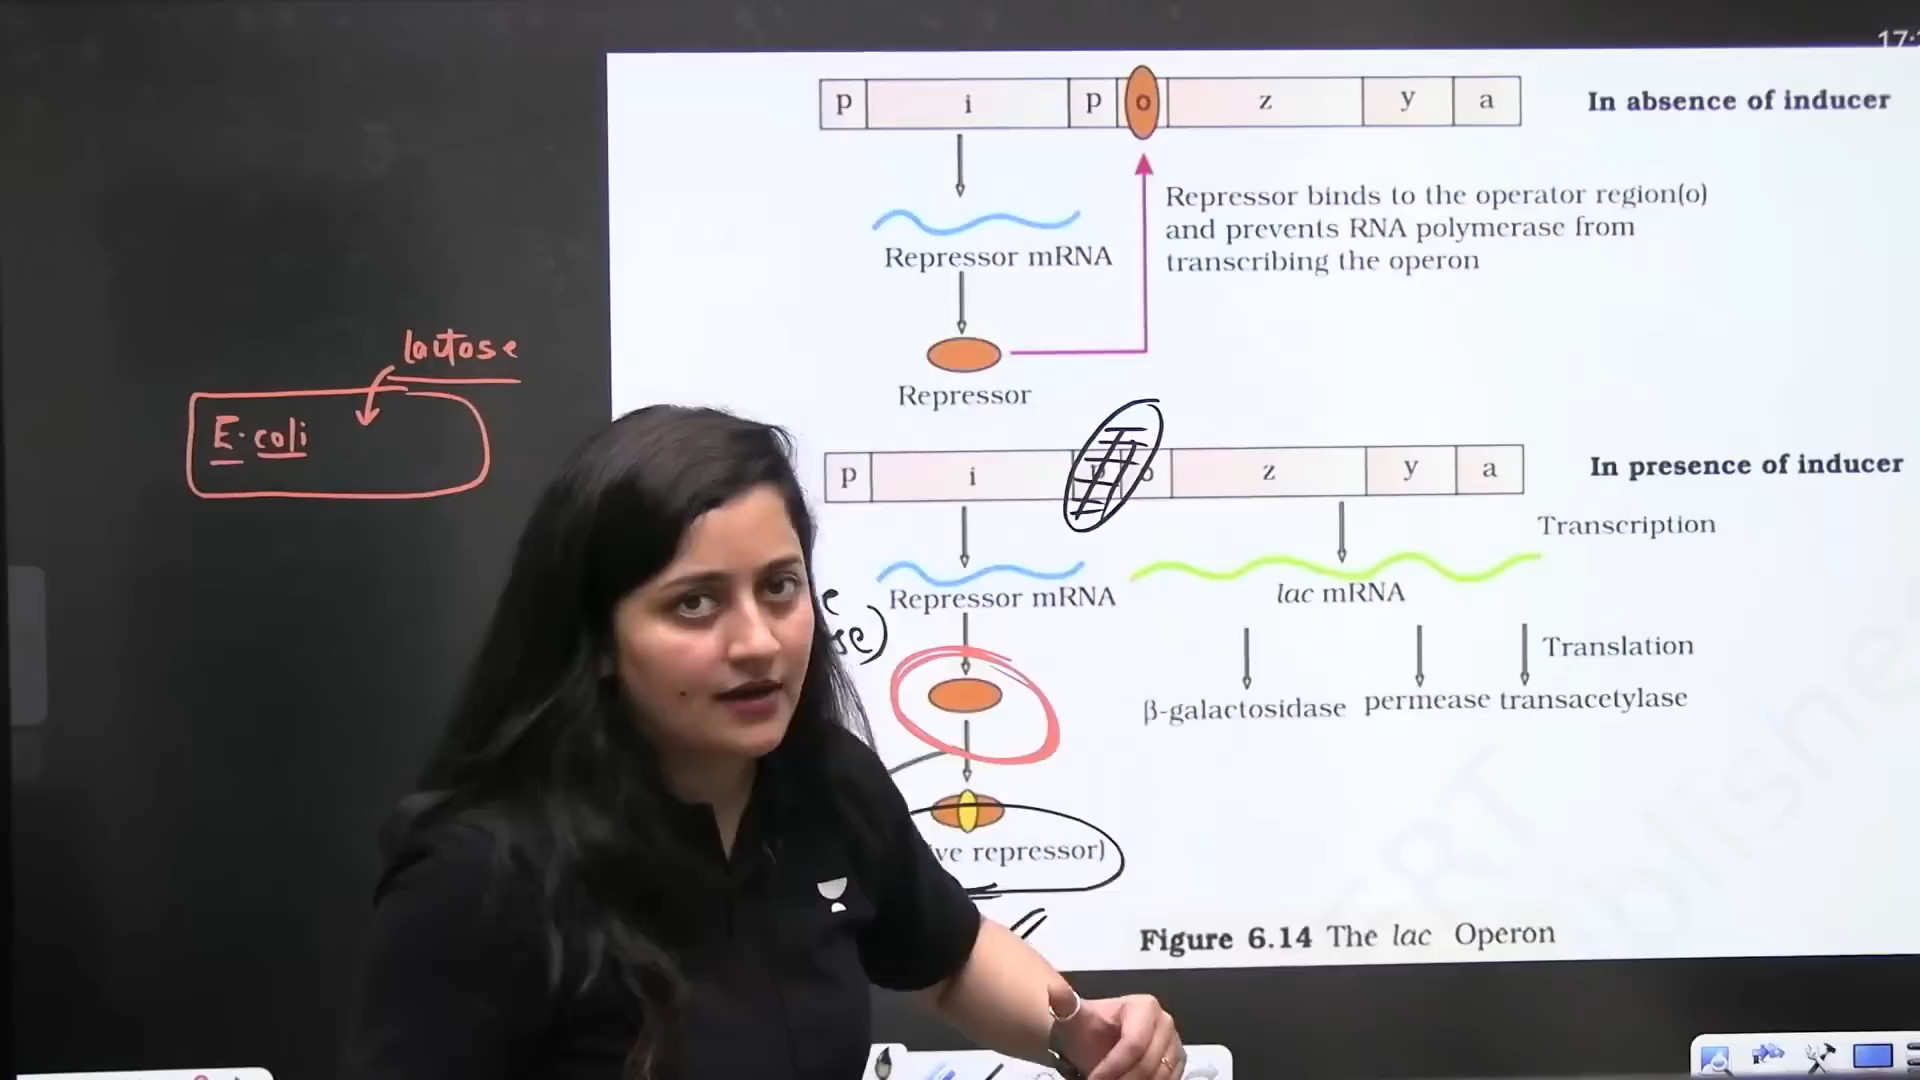 17:
p i p o z y a In absence of inducer
Repressor binds to the operator region(o)
and prevents RNA polymerase from
transcribing the operon
Repressor mRNA
Repressor
lactose
E. coli
p i p o z y a In presence of inducer
Transcription
Repressor mRNA
lac mRNA
Translation
β-galactosidase permease transacetylase
ve repressor)
Figure 6.14 The lac Operon